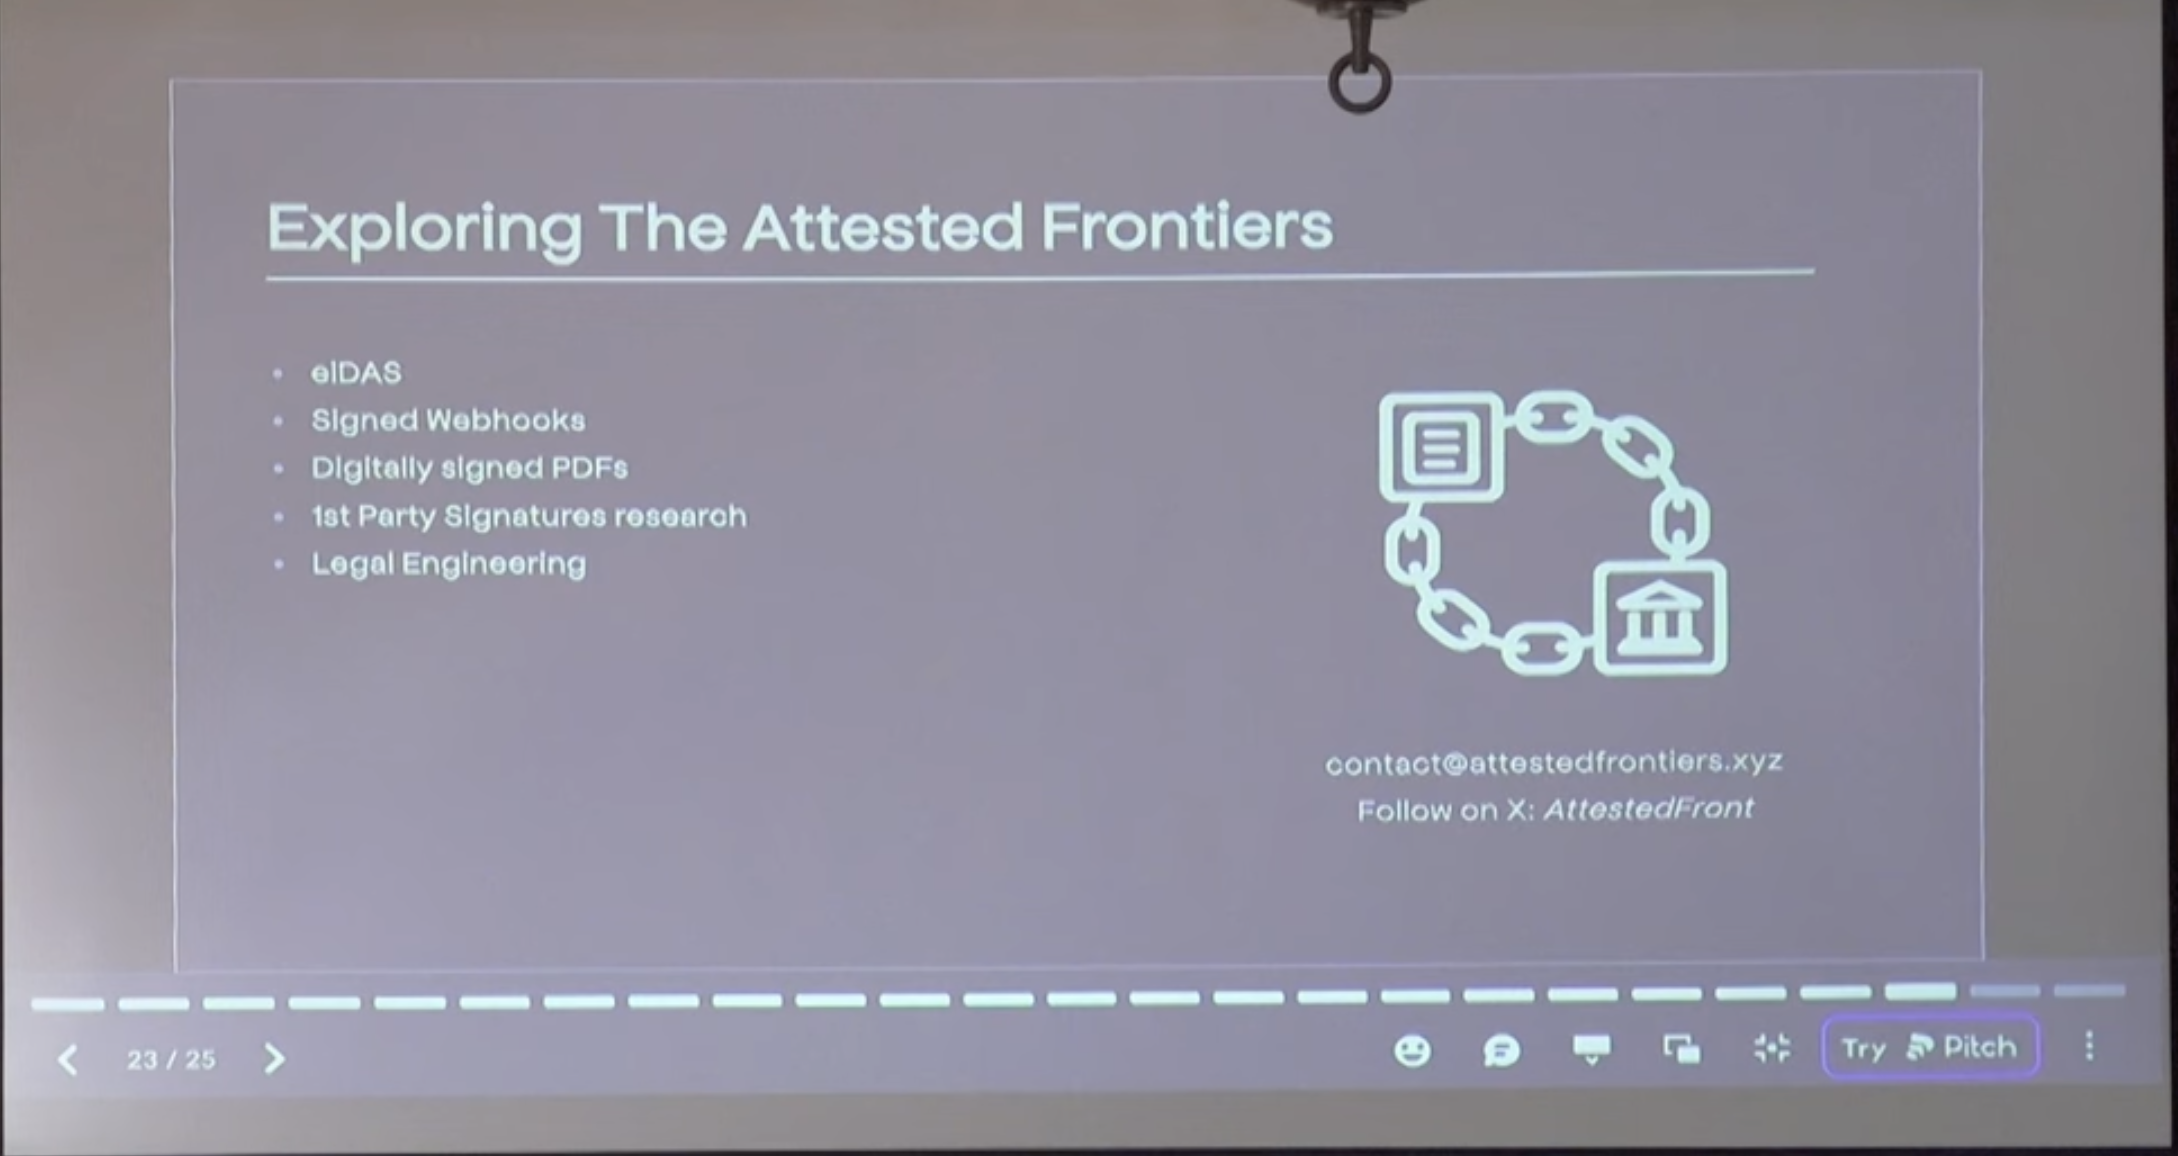 Exploring The Attested Frontiers
• eIDAS
• Signed Webhooks
• Digitally signed PDFs
• 1st Party Signatures research
• Legal Engineering
contact@attestedfrontiers.xyz
Follow on X: AttestedFront
23 / 25
Try Pitch